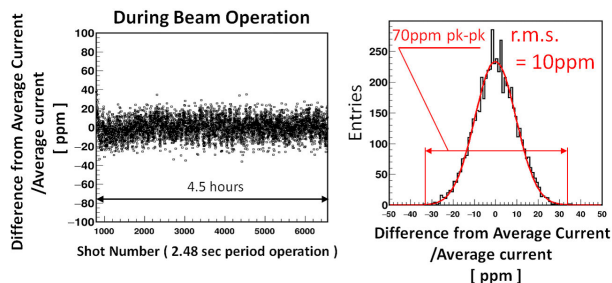 During Beam Operation
Difference from Average Current
/Average current
[ ppm ]
100
80
60
40
20
0
-20
-40
-60
-80
-100
4.5 hours
1000 2000 3000 4000 5000 6000
Shot Number ( 2.48 sec period operation )
Entries
250
200
150
100
50
0
70ppm pk-pk
r.m.s.
= 10ppm
-50 -40 -30 -20 -10 0 10 20 30 40 50
Difference from Average Current
/Average current
[ ppm ]